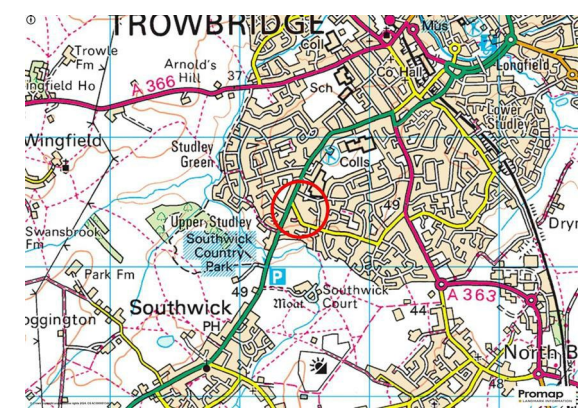 TROWBRIDGE
Mus
Coll
Trowle
Fm
Arnold's
Hill
37
Co Hall
Longfield
ingfield Ho
A 366
Sch
Lower
Studley
Wingfield
Studley
Green
Colls
49
Upper Studley
Swansbrook
Fm
Southwick
Country
Park
Park Fm
P
49
Moat
Southwick
Court
A 363
Southwick
44
oggington
PH
North B
48
Promap
LANDMARK INFORMATION